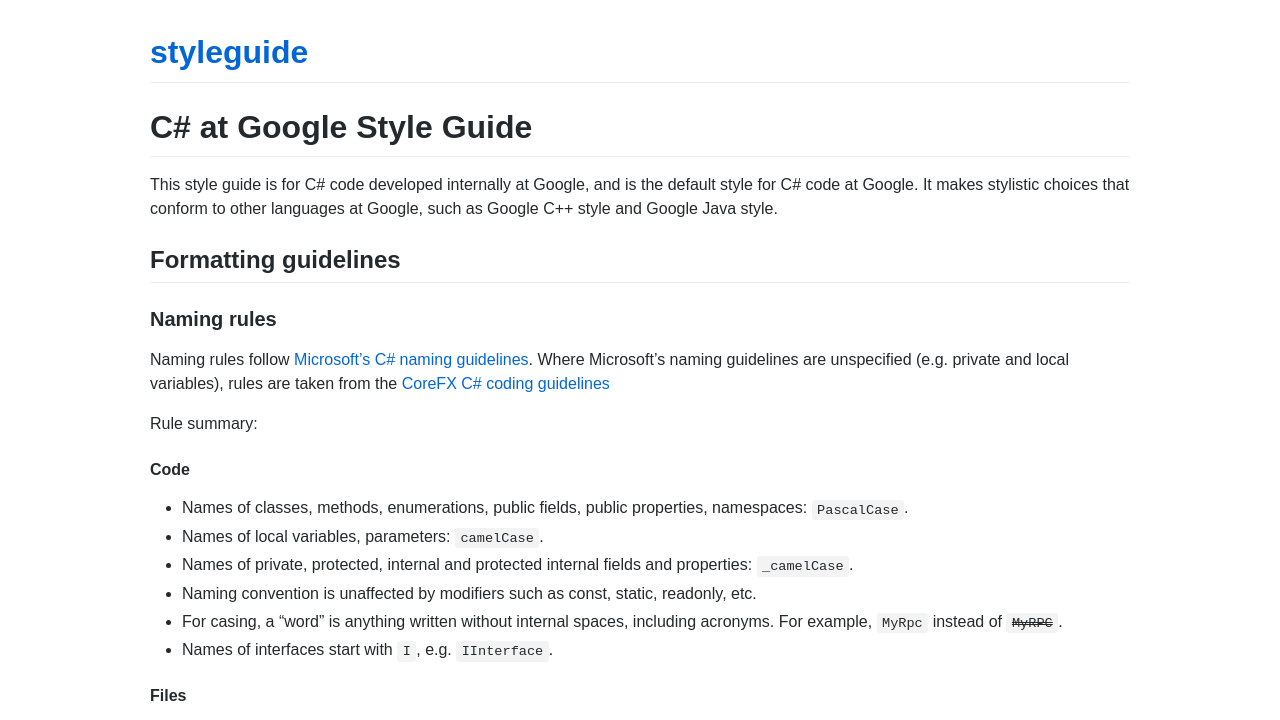 styleguide
C# at Google Style Guide
This style guide is for C# code developed internally at Google, and is the default style for C# code at Google. It makes stylistic choices that
conform to other languages at Google, such as Google C++ style and Google Java style.
Formatting guidelines
Naming rules
Naming rules follow Microsoft’s C# naming guidelines. Where Microsoft’s naming guidelines are unspecified (e.g. private and local
variables), rules are taken from the CoreFX C# coding guidelines
Rule summary:
Code
• Names of classes, methods, enumerations, public fields, public properties, namespaces: PascalCase.
• Names of local variables, parameters: camelCase.
• Names of private, protected, internal and protected internal fields and properties: _camelCase.
• Naming convention is unaffected by modifiers such as const, static, readonly, etc.
• For casing, a “word” is anything written without internal spaces, including acronyms. For example, MyRpc instead of MyRPC.
• Names of interfaces start with I, e.g. IInterface.
Files